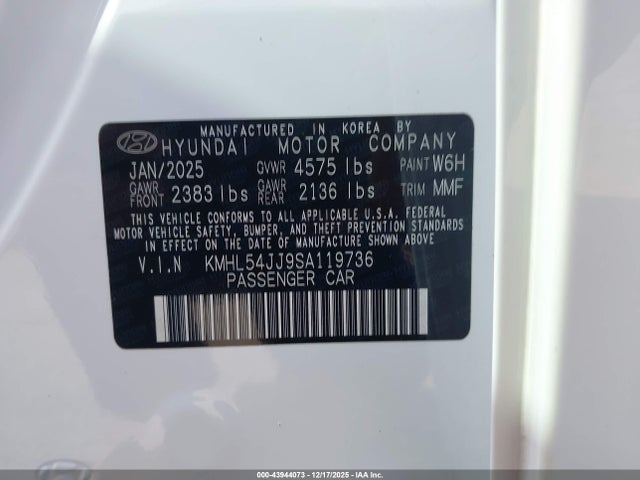 MANUFACTURED IN KOREA BY
HYUNDAI MOTOR COMPANY
JAN/2025 GVWR 4575 lbs PAINT W6H
GAWR FRONT 2383 lbs GAWR REAR 2136 lbs TRIM MMF
THIS VEHICLE CONFORMS TO ALL APPLICABLE U.S.A. FEDERAL
MOTOR VEHICLE SAFETY, BUMPER, AND THEFT PREVENTION STANDARDS
IN EFFECT ON THE DATE OF MANUFACTURE SHOWN ABOVE.
V.I.N KMHL54JJ9SA119736
PASSENGER CAR
000-43944073 - 12/17/2025 - IAA Inc.